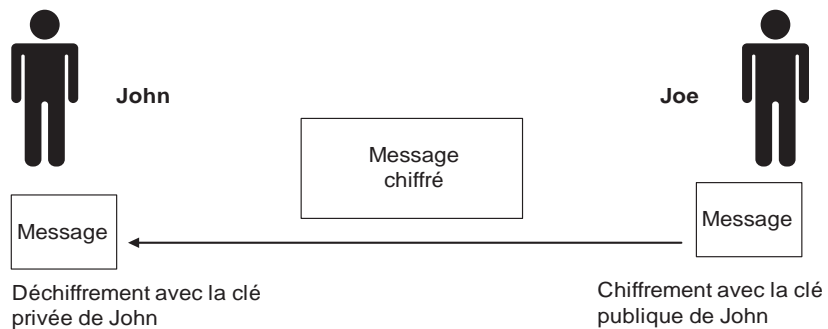 John
Joe
Message
chiffré
Message
Message
Déchiffrement avec la clé
privée de John
Chiffrement avec la clé
publique de John